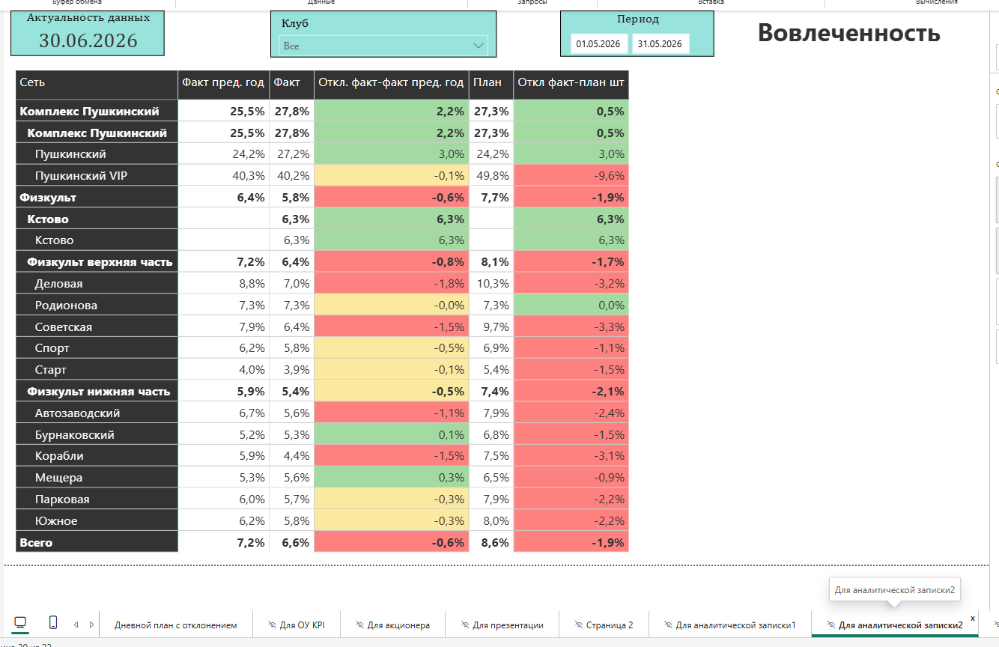 Буфер обмена Данные Запросы Вставка Вычисления
Актуальность данных
30.06.2026
Клуб
Все
Период
01.05.2026 31.05.2026
Вовлеченность
Сеть Факт пред. год Факт Откл. факт-факт пред. год План Откл факт-план шт
Комплекс Пушкинский 25,5% 27,8% 2,2% 27,3% 0,5%
Комплекс Пушкинский 25,5% 27,8% 2,2% 27,3% 0,5%
Пушкинский 24,2% 27,2% 3,0% 24,2% 3,0%
Пушкинский VIP 40,3% 40,2% -0,1% 49,8% -9,6%
Физкульт 6,4% 5,8% -0,6% 7,7% -1,9%
Кстово 6,3% 6,3% 6,3%
Кстово 6,3% 6,3% 6,3%
Физкульт верхняя часть 7,2% 6,4% -0,8% 8,1% -1,7%
Деловая 8,8% 7,0% -1,8% 10,3% -3,2%
Родионова 7,3% 7,3% -0,0% 7,3% 0,0%
Советская 7,9% 6,4% -1,5% 9,7% -3,3%
Спорт 6,2% 5,8% -0,5% 6,9% -1,1%
Старт 4,0% 3,9% -0,1% 5,4% -1,5%
Физкульт нижняя часть 5,9% 5,4% -0,5% 7,4% -2,1%
Автозаводский 6,7% 5,6% -1,1% 7,9% -2,4%
Бурнаковский 5,2% 5,3% 0,1% 6,8% -1,5%
Корабли 5,9% 4,4% -1,5% 7,5% -3,1%
Мещера 5,3% 5,6% 0,3% 6,5% -0,9%
Парковая 6,0% 5,7% -0,3% 7,9% -2,2%
Южное 6,2% 5,8% -0,3% 8,0% -2,2%
Всего 7,2% 6,6% -0,6% 8,6% -1,9%
Для аналитической записки2
Дневной план с отклонением Для ОУ KPI Для акционера Для презентации Страница 2 Для аналитической записки1 Для аналитической записки2 x